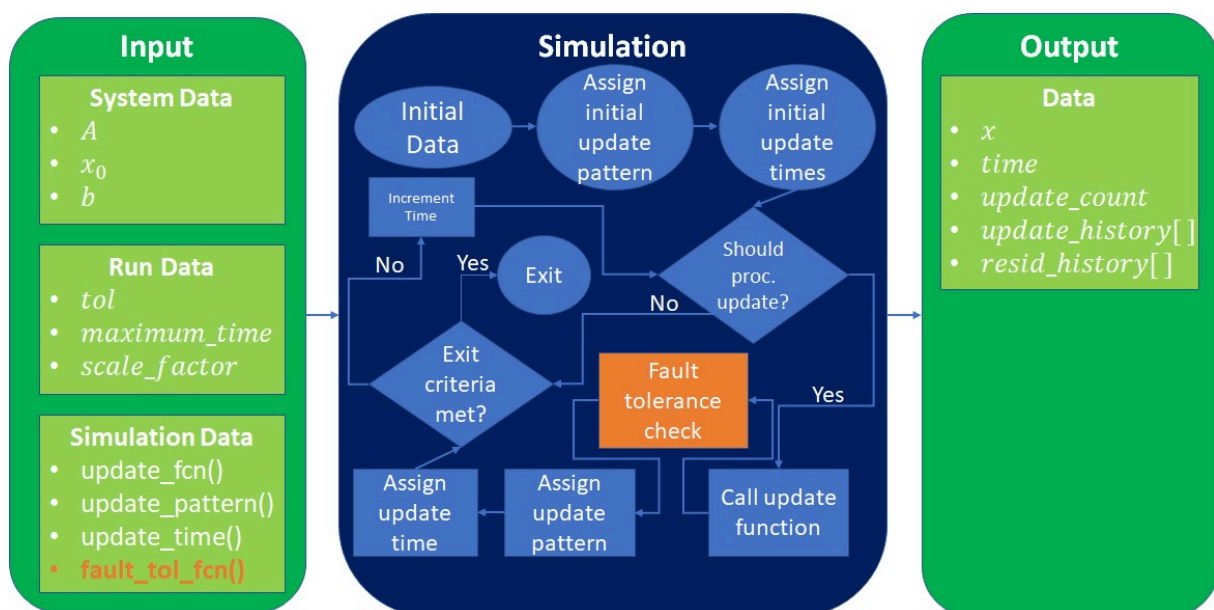 Input
System Data
• A
• x₀
• b
Run Data
• tol
• maximum_time
• scale_factor
Simulation Data
• update_fcn()
• update_pattern()
• update_time()
• fault_tol_fcn()
Simulation
Initial
Data
Assign
initial
update
pattern
Assign
initial
update
times
Increment
Time
Should
proc.
update?
No
Yes
Exit
No
Yes
Exit
criteria
met?
Fault
tolerance
check
Assign
update
time
Assign
update
pattern
Call update
function
Output
Data
• x
• time
• update_count
• update_history[ ]
• resid_history[ ]